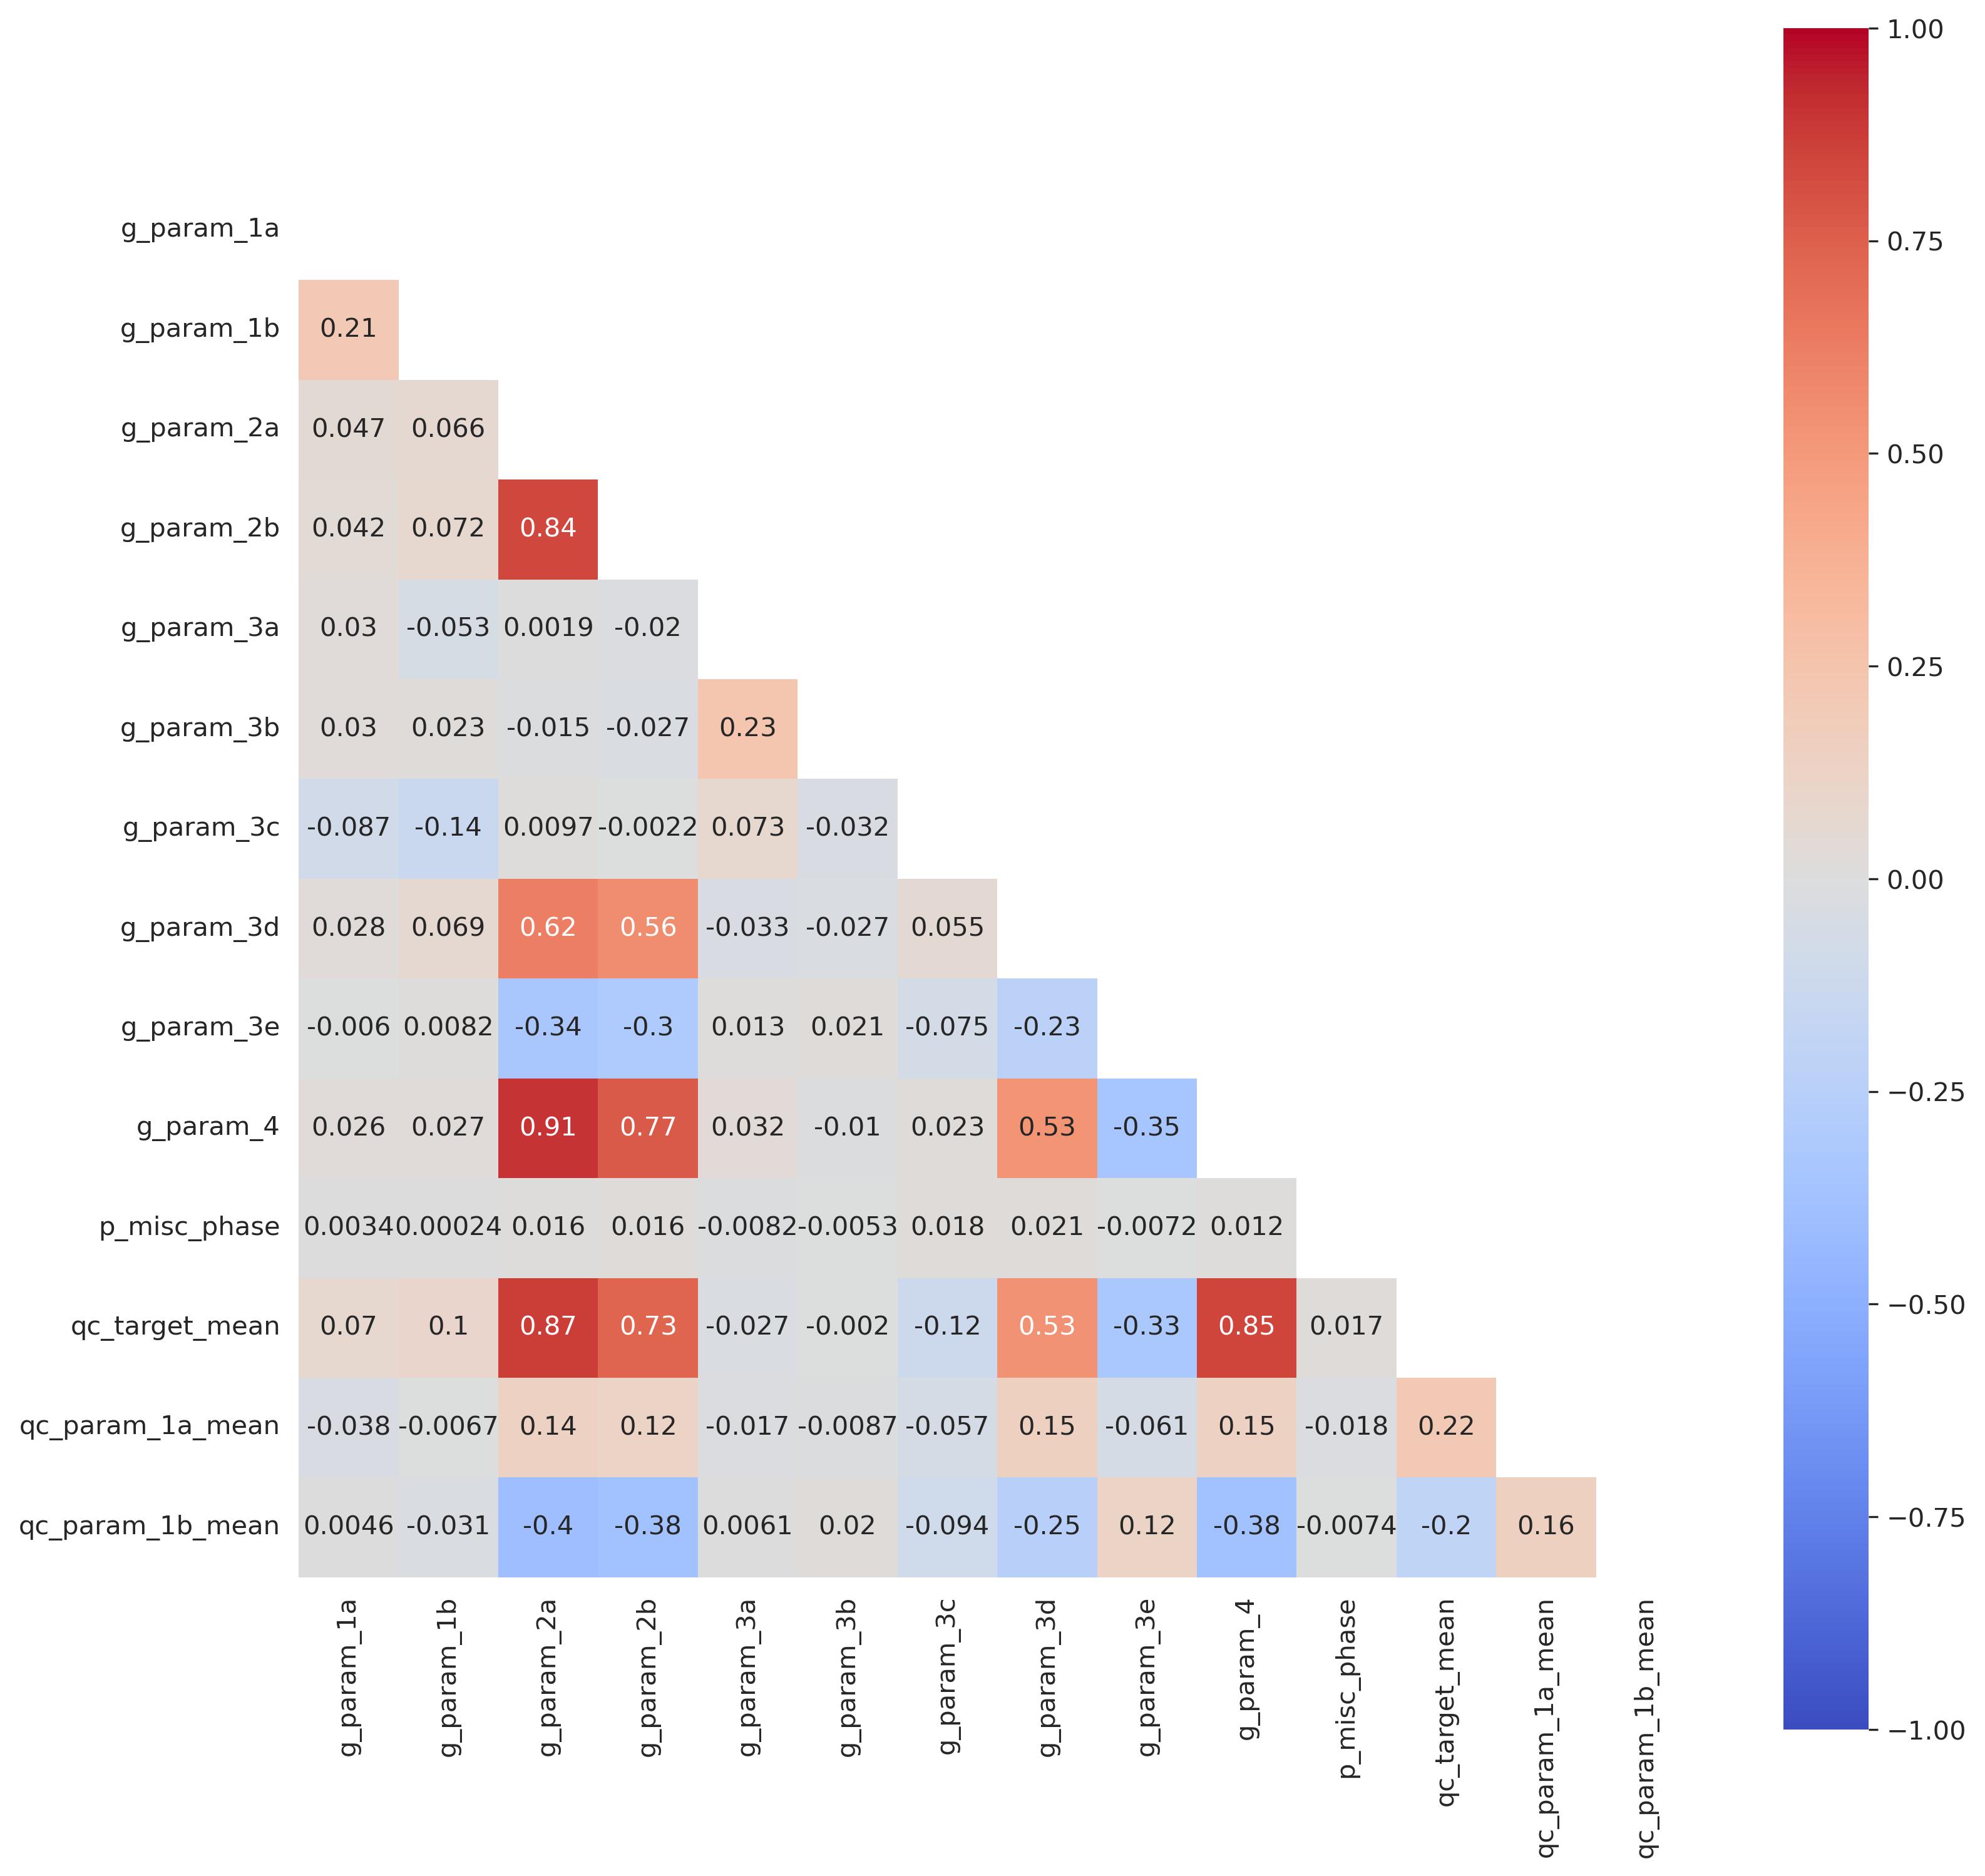 1.00
0.75
0.50
0.25
0.00
−0.25
−0.50
−0.75
−1.00
g_param_1a
g_param_1b 0.21
g_param_2a 0.047 0.066
g_param_2b 0.042 0.072 0.84
g_param_3a 0.03 -0.053 0.0019 -0.02
g_param_3b 0.03 0.023 -0.015 -0.027 0.23
g_param_3c -0.087 -0.14 0.0097 -0.0022 0.073 -0.032
g_param_3d 0.028 0.069 0.62 0.56 -0.033 -0.027 0.055
g_param_3e -0.006 0.0082 -0.34 -0.3 0.013 0.021 -0.075 -0.23
g_param_4 0.026 0.027 0.91 0.77 0.032 -0.01 0.023 0.53 -0.35
p_misc_phase 0.0034 0.00024 0.016 0.016 -0.0082 -0.0053 0.018 0.021 -0.0072 0.012
qc_target_mean 0.07 0.1 0.87 0.73 -0.027 -0.002 -0.12 0.53 -0.33 0.85 0.017
qc_param_1a_mean -0.038 -0.0067 0.14 0.12 -0.017 -0.0087 -0.057 0.15 -0.061 0.15 -0.018 0.22
qc_param_1b_mean 0.0046 -0.031 -0.4 -0.38 0.0061 0.02 -0.094 -0.25 0.12 -0.38 -0.0074 -0.2 0.16
g_param_1a
g_param_1b
g_param_2a
g_param_2b
g_param_3a
g_param_3b
g_param_3c
g_param_3d
g_param_3e
g_param_4
p_misc_phase
qc_target_mean
qc_param_1a_mean
qc_param_1b_mean